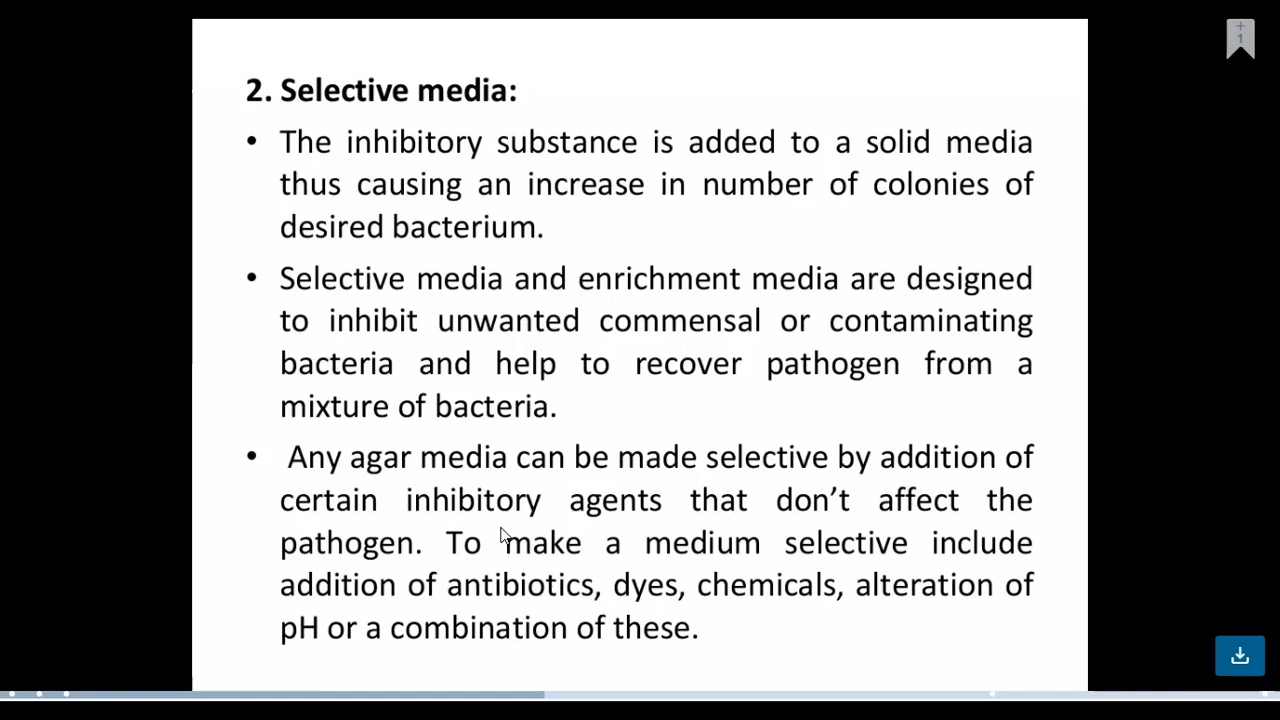 2. Selective media:
• The inhibitory substance is added to a solid media
thus causing an increase in number of colonies of
desired bacterium.
• Selective media and enrichment media are designed
to inhibit unwanted commensal or contaminating
bacteria and help to recover pathogen from a
mixture of bacteria.
• Any agar media can be made selective by addition of
certain inhibitory agents that don’t affect the
pathogen. To make a medium selective include
addition of antibiotics, dyes, chemicals, alteration of
pH or a combination of these.
+
1